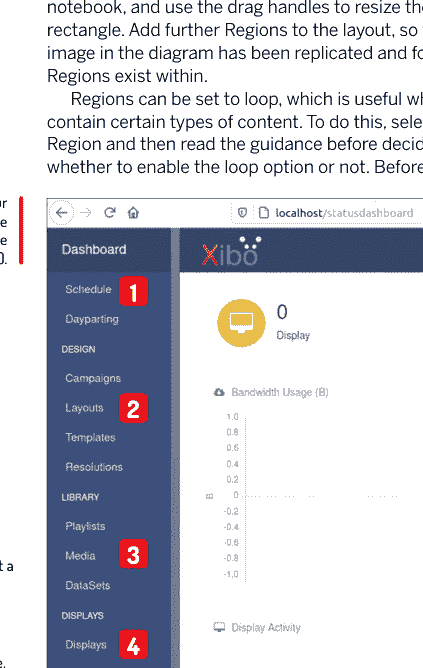 notebook, and use the drag handles to resize the
rectangle. Add further Regions to the layout, so
image in the diagram has been replicated and fo
Regions exist within.
Regions can be set to loop, which is useful wh
contain certain types of content. To do this, sele
Region and then read the guidance before decid
whether to enable the loop option or not. Before
ur
e
e
).
localhost/statusdashboard
Dashboard
Xibo
Schedule 1
Dayparting
DESIGN
Campaigns
Layouts 2
Templates
Resolutions
LIBRARY
Playlists
Media 3
DataSets
DISPLAYS
Displays 4
0
Display
Bandwidth Usage (B)
1.0
0.8
0.6
0.4
0.2
0
-0.2
-0.4
-0.6
-0.8
-1.0
B
Display Activity
t a
e.